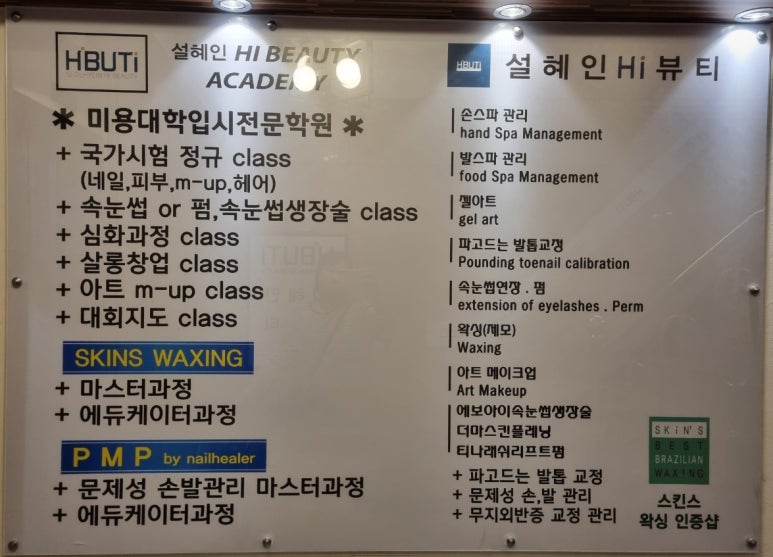 HiBUTi
SEOLHYEIN HI BEAUTY
설헤인 HI BEAUTY
ACADEMY
* 미용대학입시전문학원 *
+ 국가시험 정규 class
(네일,피부,m-up,헤어)
+ 속눈썹 or 펌,속눈썹생장술 class
+ 심화과정 class
+ 살롱창업 class
+ 아트 m-up class
+ 대회지도 class
SKINS WAXING
+ 마스터과정
+ 에듀케이터과정
PMP by nailhealer
+ 문제성 손발관리 마스터과정
+ 에듀케이터과정
HiBUTi
설헤인Hi뷰티
손스파 관리
hand Spa Management
발스파 관리
food Spa Management
젤아트
gel art
파고드는 발톱교정
Pounding toenail calibration
속눈썹연장 . 펌
extension of eyelashes . Perm
왁싱(제모)
Waxing
아트 메이크업
Art Makeup
에보아이속눈썹생장술
더마스킨플래닝
티나래쉬리프트펌
+ 파고드는 발톱 교정
+ 문제성 손,발 관리
+ 무지외반증 교정 관리
SKiN'S
BEST
BRAZILIAN
WAXING
스킨스
왁싱 인증샵